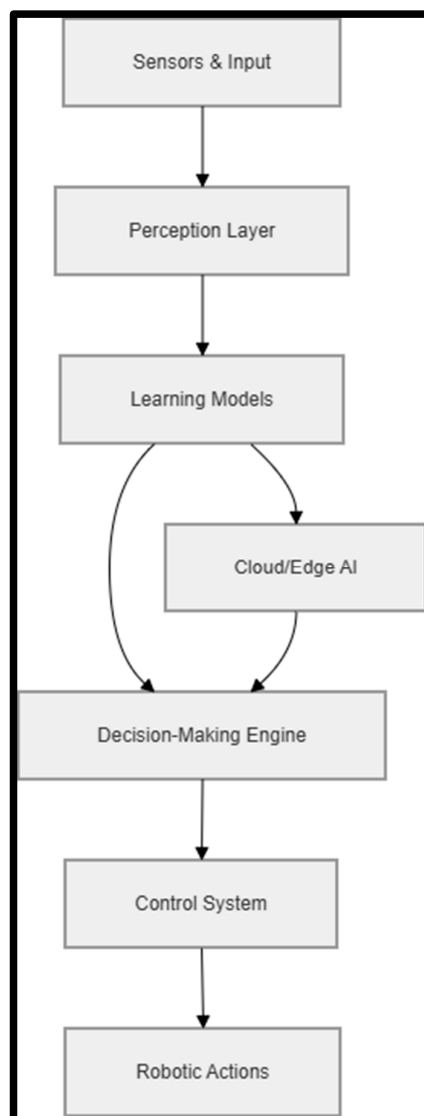 Sensors & Input
Perception Layer
Learning Models
Cloud/Edge AI
Decision-Making Engine
Control System
Robotic Actions